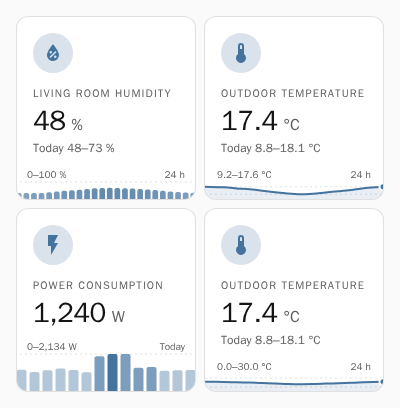 LIVING ROOM HUMIDITY
48 %
Today 48–73 %
0–100 %
24 h
OUTDOOR TEMPERATURE
17.4 °C
Today 8.8–18.1 °C
9.2–17.6 °C
24 h
POWER CONSUMPTION
1,240 W
0–2,134 W
Today
OUTDOOR TEMPERATURE
17.4 °C
Today 8.8–18.1 °C
0.0–30.0 °C
24 h